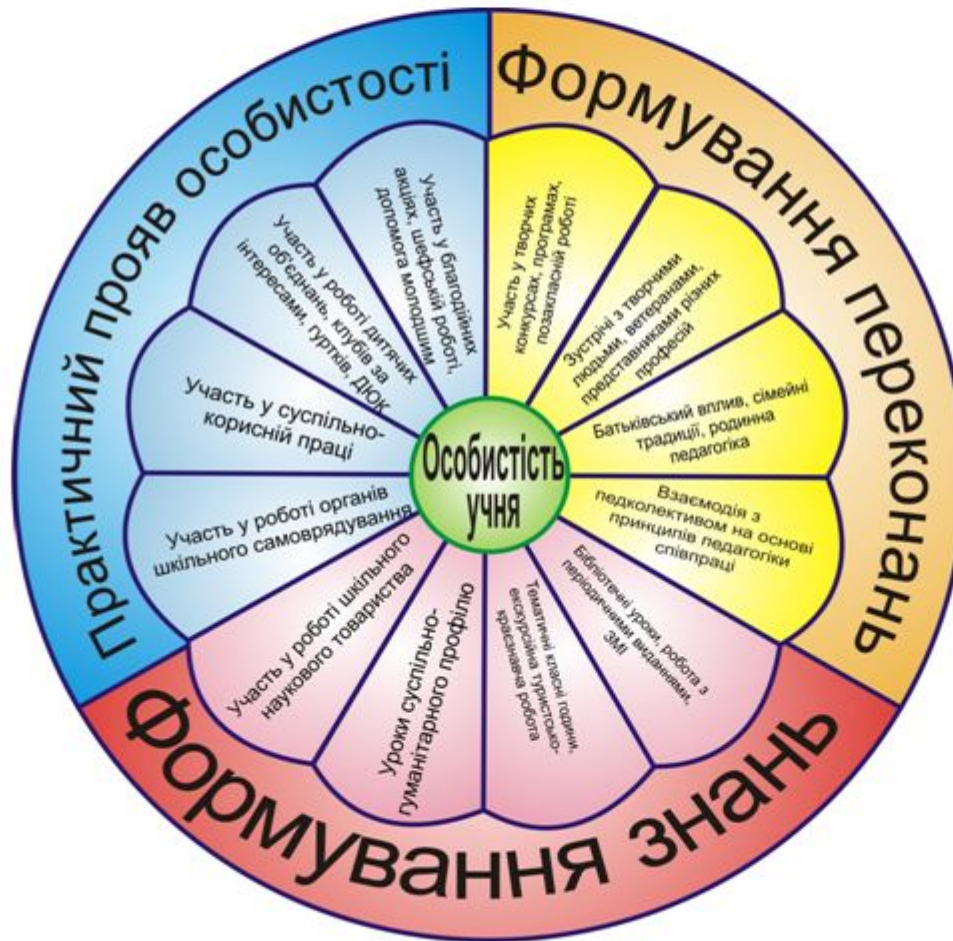 Практичний прояв особистості
Формування переконань
Формування знань
Особистість
учня
Участь у творчих
конкурсах, програмах,
позакласній роботі
Зустрічі з творчими
людьми, ветеранами,
представниками різних
професій
Батьківський вплив, сімейні
традиції, родинна
педагогіка
Взаємодія з
педколективом на основі
принципів педагогіки
співпраці
Бібліотечні уроки, робота з
періодичними виданнями,
ЗМІ
Тематичні класні години,
екскурсійна туристсько-
краєзнавча робота
Уроки суспільно-
гуманітарного профілю
Участь у роботі шкільного
наукового товариства
Участь у роботі органів
шкільного самоврядування
Участь у суспільно-
корисній праці
Участь у роботі дитячих
об'єднань, клубів за
інтересами, гуртків, ДЮК
Участь у благодійних
акціях, шефській роботі,
допомога молодшим